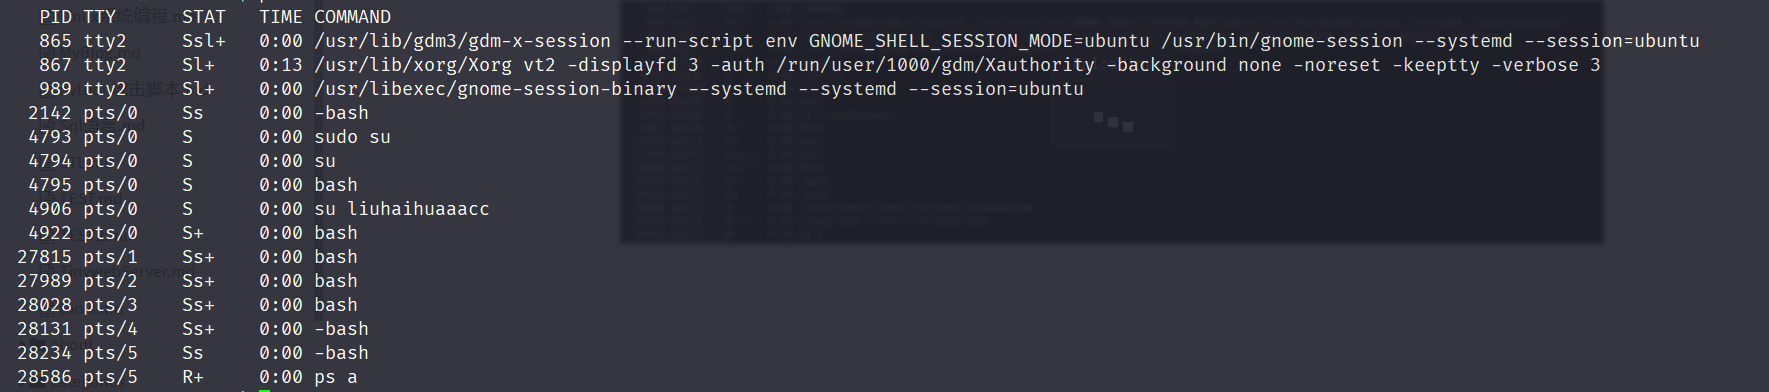 PID TTY      STAT   TIME COMMAND
865 tty2     Ssl+   0:00 /usr/lib/gdm3/gdm-x-session --run-script env GNOME_SHELL_SESSION_MODE=ubuntu /usr/bin/gnome-session --systemd --session=ubuntu
867 tty2     Sl+    0:13 /usr/lib/xorg/Xorg vt2 -displayfd 3 -auth /run/user/1000/gdm/Xauthority -background none -noreset -keeptty -verbose 3
989 tty2     Sl+    0:00 /usr/libexec/gnome-session-binary --systemd --systemd --session=ubuntu
2142 pts/0    Ss     0:00 -bash
4793 pts/0    S      0:00 sudo su
4794 pts/0    S      0:00 su
4795 pts/0    S      0:00 bash
4906 pts/0    S      0:00 su liuhaihuaaacc
4922 pts/0    S+     0:00 bash
27815 pts/1    Ss+    0:00 bash
27989 pts/2    Ss+    0:00 bash
28028 pts/3    Ss+    0:00 bash
28131 pts/4    Ss+    0:00 -bash
28234 pts/5    Ss     0:00 -bash
28586 pts/5    R+     0:00 ps a